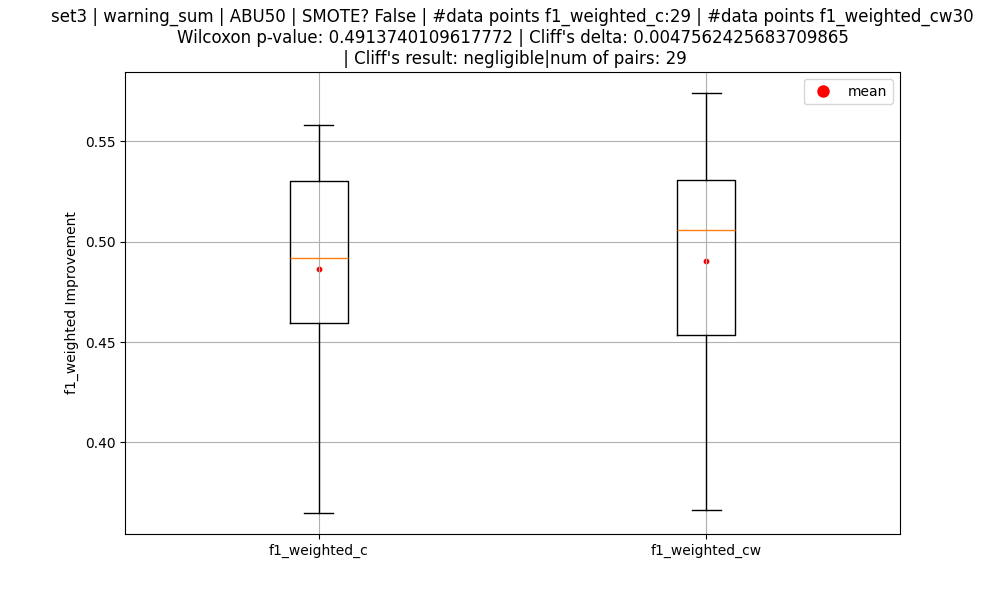 set3 | warning_sum | ABU50 | SMOTE? False | #data points f1_weighted_c:29 | #data points f1_weighted_cw30
Wilcoxon p-value: 0.4913740109617772 | Cliff's delta: 0.0047562425683709865
| Cliff's result: negligible|num of pairs: 29
mean
0.55
0.50
0.45
0.40
f1_weighted Improvement
f1_weighted_c
f1_weighted_cw